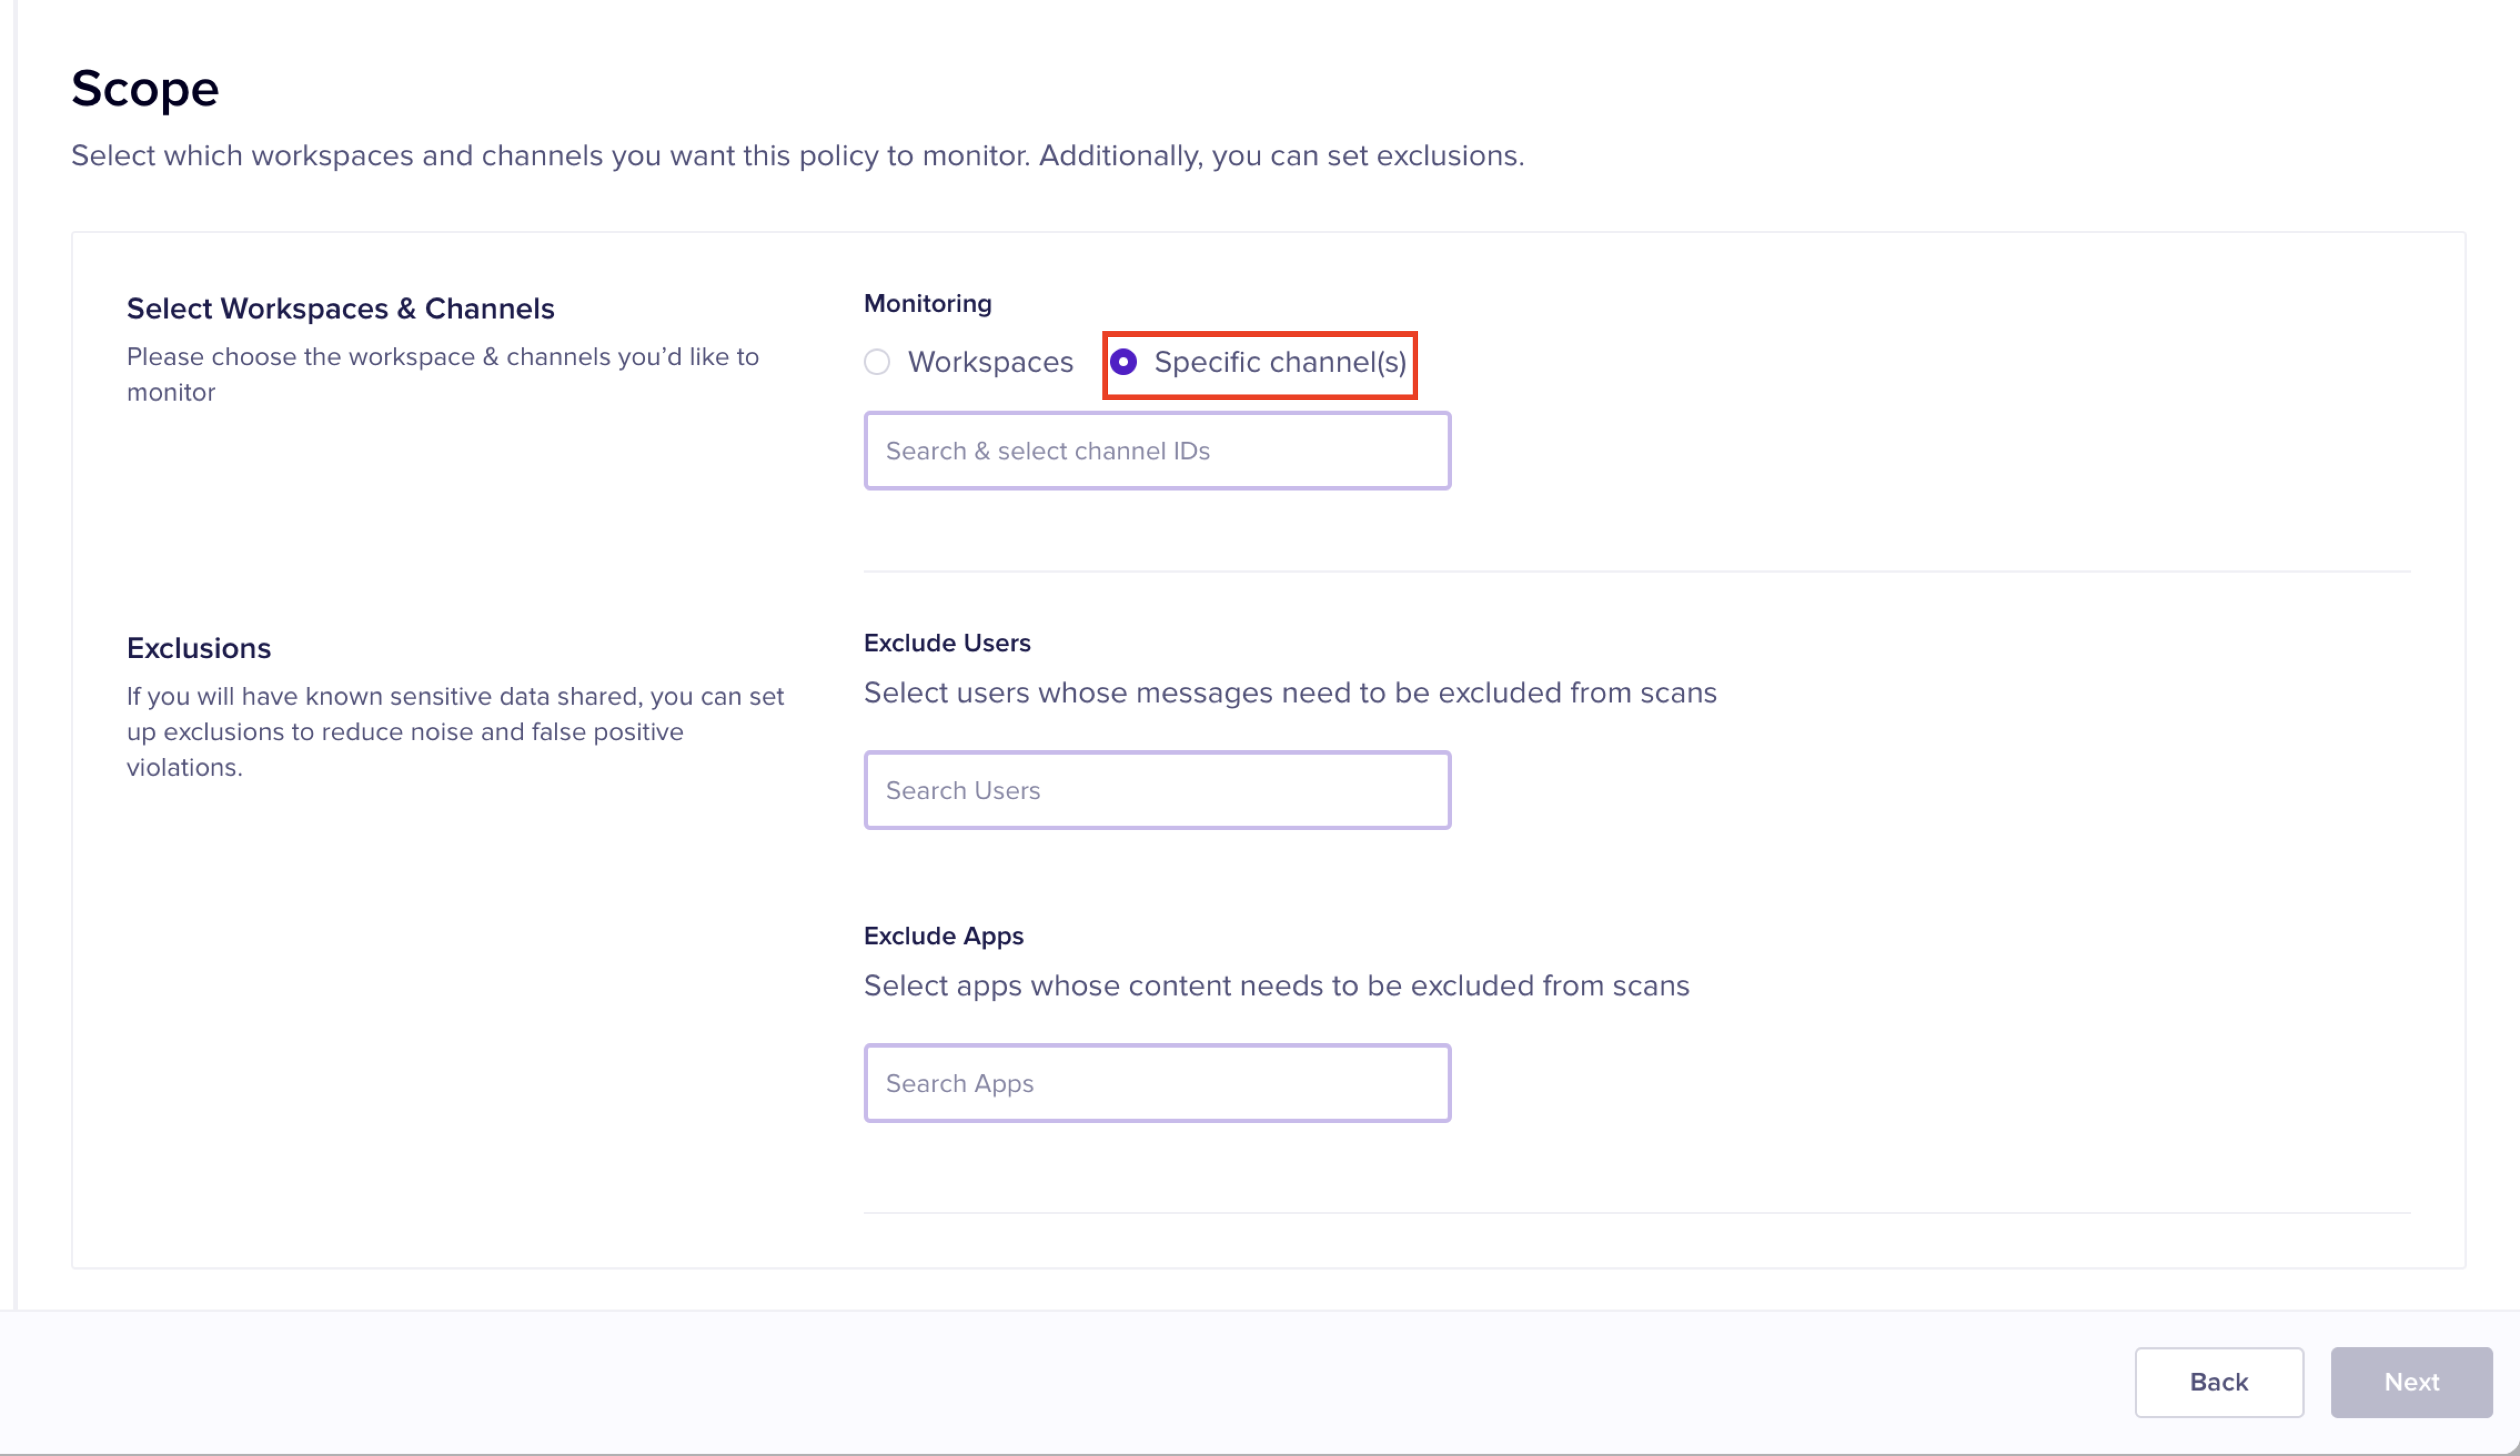 Scope
Select which workspaces and channels you want this policy to monitor. Additionally, you can set exclusions.
Select Workspaces & Channels
Please choose the workspace & channels you’d like to
monitor
Monitoring
Workspaces
Specific channel(s)
Search & select channel IDs
Exclusions
If you will have known sensitive data shared, you can set
up exclusions to reduce noise and false positive
violations.
Exclude Users
Select users whose messages need to be excluded from scans
Search Users
Exclude Apps
Select apps whose content needs to be excluded from scans
Search Apps
Back
Next